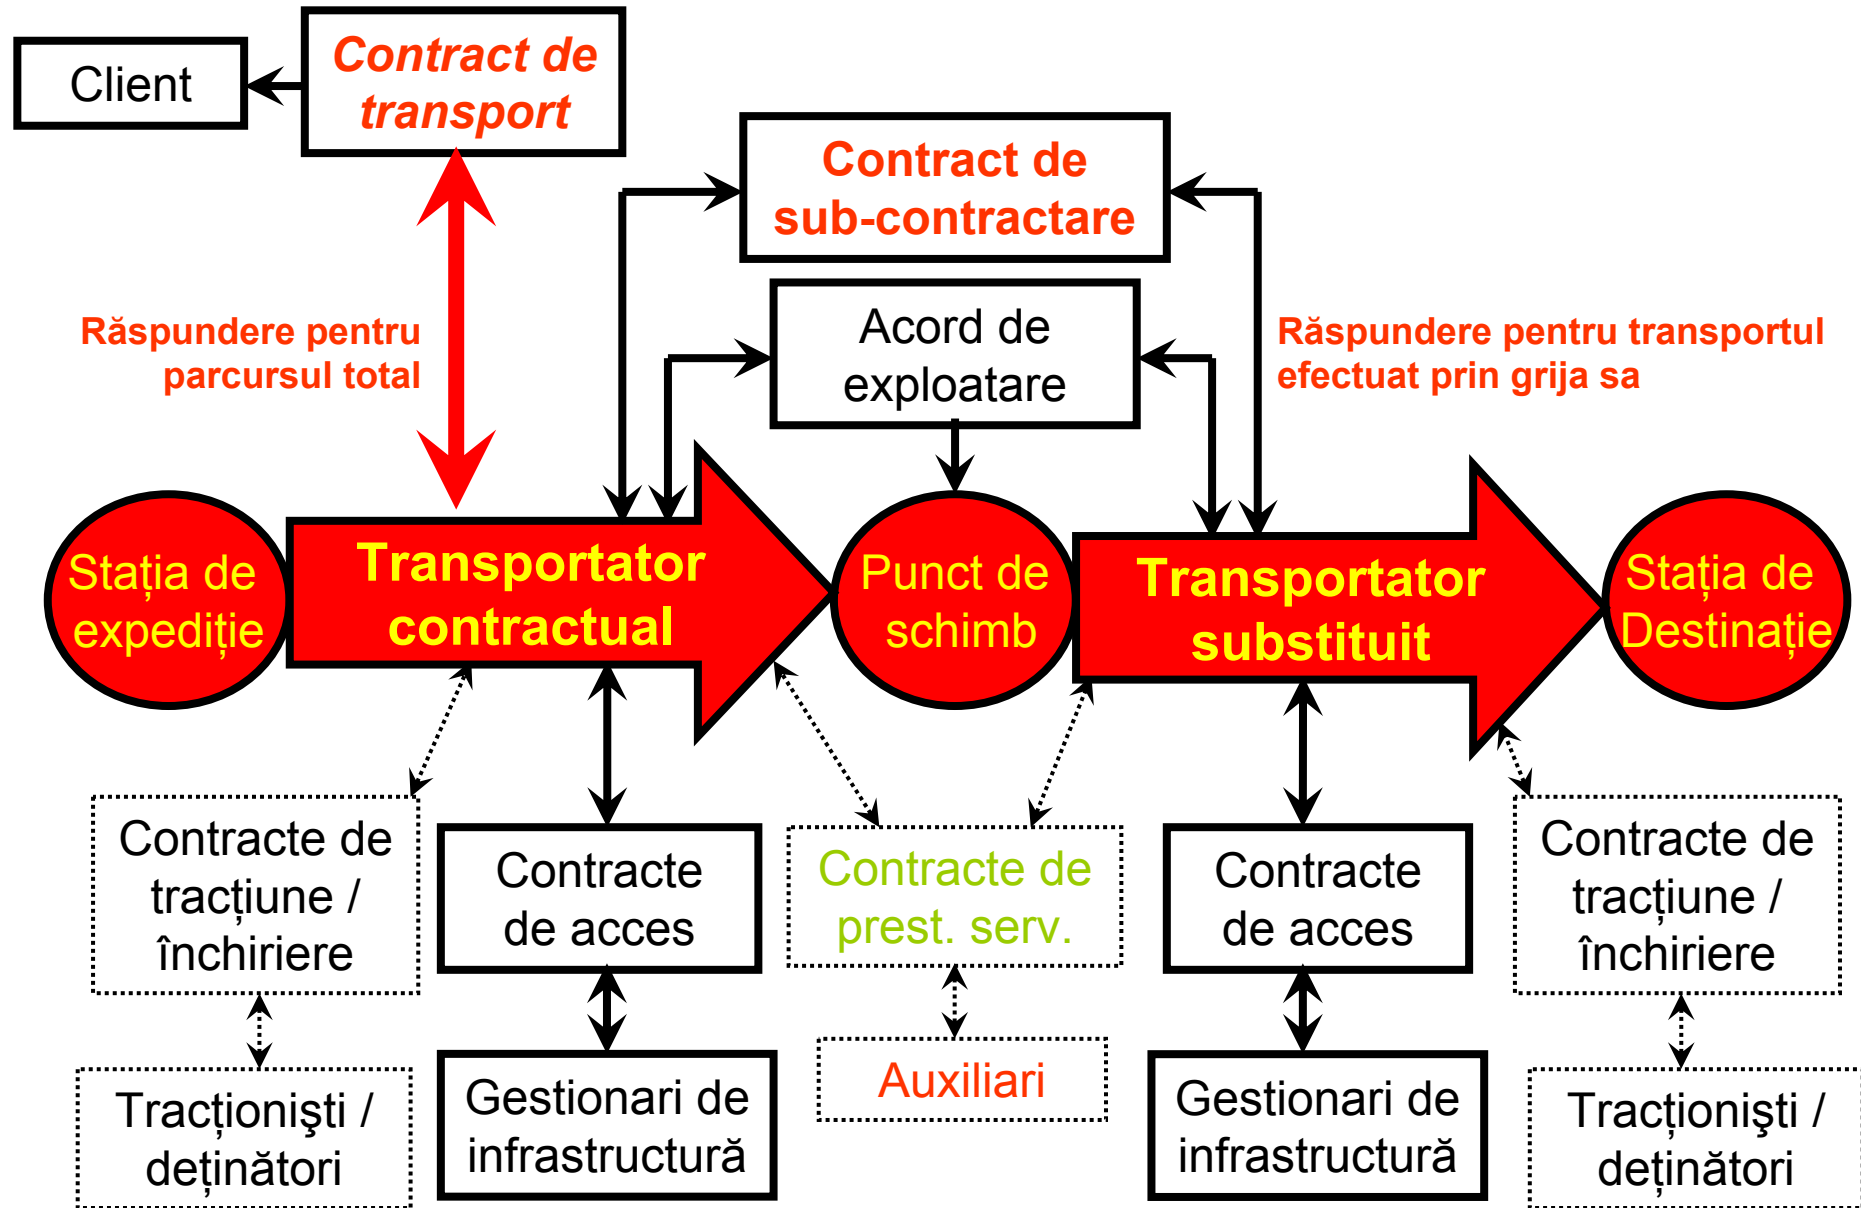 Client
Contract de
transport
Contract de
sub-contractare
Răspundere pentru
parcursul total
Acord de
exploatare
Răspundere pentru transportul
efectuat prin grija sa
Stația de
expediție
Transportator
contractual
Punct de
schimb
Transportator
substituit
Stația de
Destinație
Contracte de
tracțiune /
închiriere
Contracte
de acces
Contracte de
prest. serv.
Contracte
de acces
Contracte de
tracțiune /
închiriere
Tracționişti /
deținători
Gestionari de
infrastructură
Auxiliari
Gestionari de
infrastructură
Tracționişti /
deținători